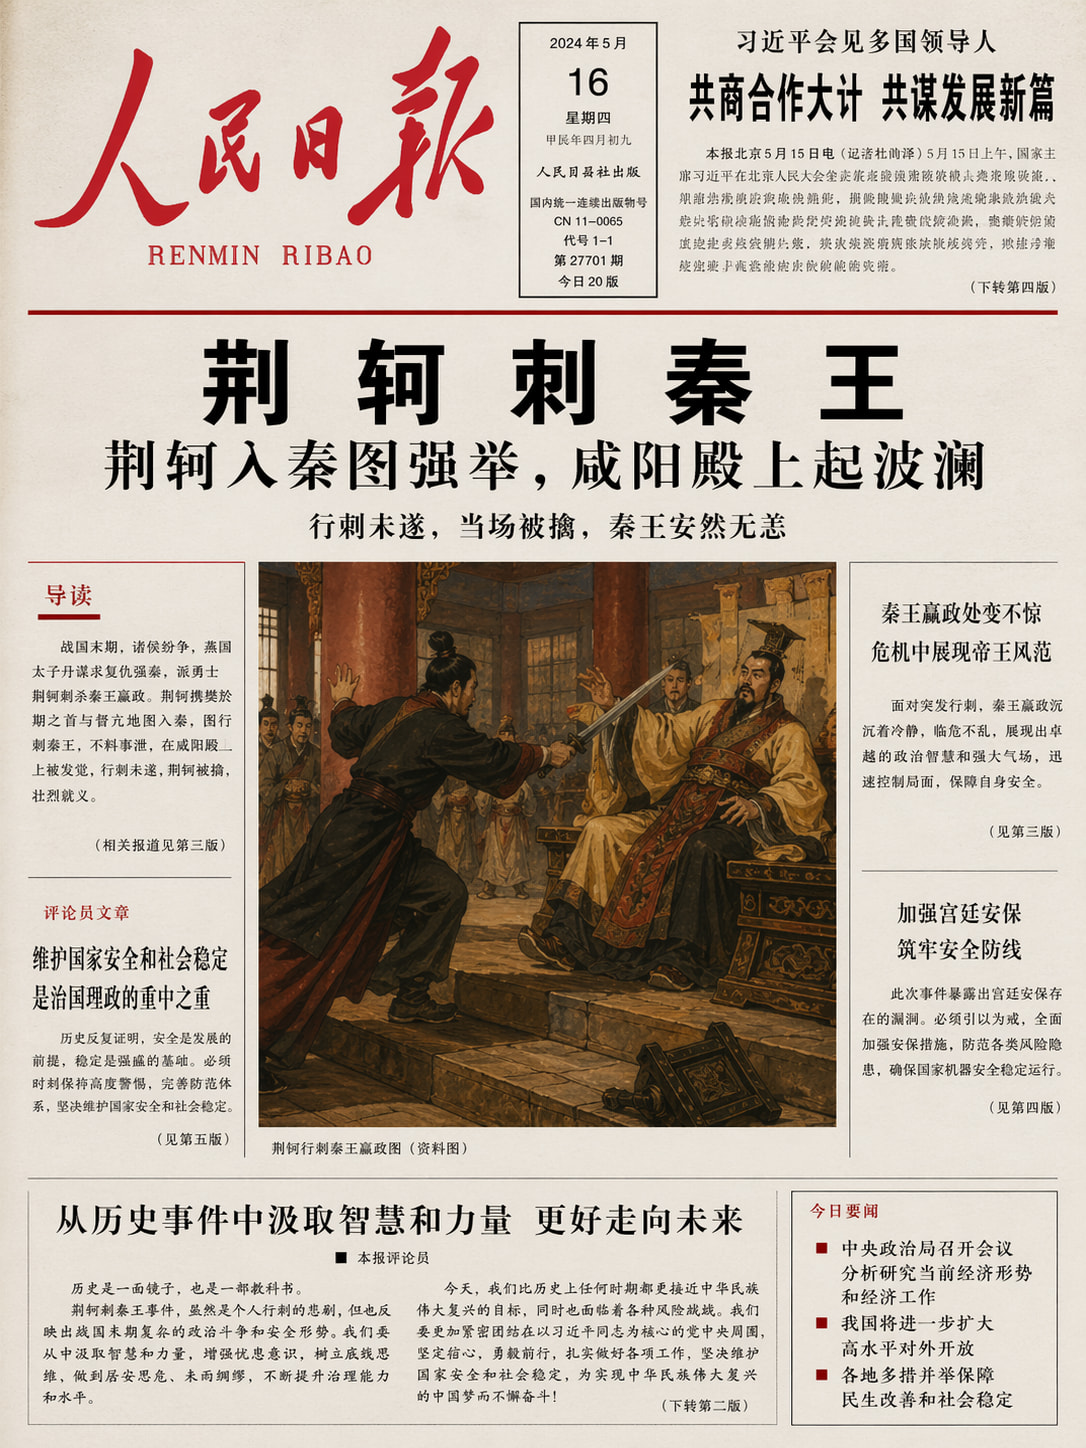 人民日報
RENMIN RIBAO
2024年5月
16
星期四
年四月初九
人民目县社出版
国内统一连续出版物号
CN 11-0065
代号1-1
第27701期
今日20版
习近平会见多国领导人
共商合作大计 共谋发展新篇
本报北京5月15日电（记者杜尚泽）5月15日上午，国家主
席习近平在北京人民大会
（下转第四版）
荆轲刺秦王
荆轲入秦图强举，咸阳殿上起波澜
行刺未遂，当场被擒，秦王安然无恙
导读
战国末期，诸侯纷争，燕国
太子丹谋求复仇强秦，派勇士
荆轲刺杀秦王嬴政。荆轲携樊於
期之首与督亢地图入秦，图行
刺秦王，不料事泄，在咸阳殿
上被发觉，行刺未遂，荆轲被擒，
壮烈就义。
（相关报道见第三版）
评论员文章
维护国家安全和社会稳定
是治国理政的重中之重
历史反复证明，安全是发展的
前提，稳定是强盛的基础。必须
时刻保持高度警惕，完善防范体
系，坚决维护国家安全和社会稳定。
（见第五版）
荆轲行刺秦王嬴政图（资料图）
秦王嬴政处变不惊
危机中展现帝王风范
面对突发行刺，秦王嬴政沉
沉着冷静，临危不乱，展现出卓
越的政治智慧和强大气场，迅
速控制局面，保障自身安全。
（见第三版）
加强宫廷安保
筑牢安全防线
此次事件暴露出宫廷安保存
在的漏洞。必须引以为戒，全面
加强安保措施，防范各类风险隐
患，确保国家机器安全稳定运行。
（见第四版）
从历史事件中汲取智慧和力量 更好走向未来
■ 本报评论员
历史是一面镜子，也是一部教科书。
荆轲刺秦王事件，虽然是个人行刺的悲剧，但也反
映出战国末期复杂的政治斗争和安全形势。我们要
从中汲取智慧和力量，增强忧患意识，树立底线思
维，做到居安思危、未雨绸缪，不断提升治理能力
和水平。
今天，我们比历史上任何时期都更接近中华民族
伟大复兴的目标，同时也面临着各种风险战战。我们
要更加紧密团结在以习近平同志为核心的党中央周围，
坚定信心，勇毅前行，扎实做好各项工作，坚决维护
国家安全和社会稳定，为实现中华民族伟大复兴
的中国梦而不懈奋斗！
（下转第二版）
今日要闻
■ 中央政治局召开会议
分析研究当前经济形势
和经济工作
■ 我国将进一步扩大
高水平对外开放
■ 各地多措并举保障
民生改善和社会稳定